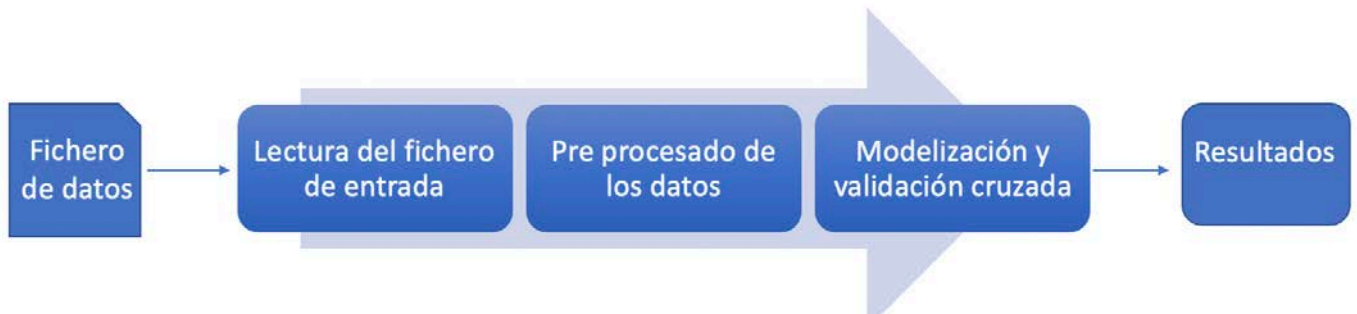 Fichero
de datos
Lectura del fichero
de entrada
Pre procesado de
los datos
Modelización y
validación cruzada
Resultados